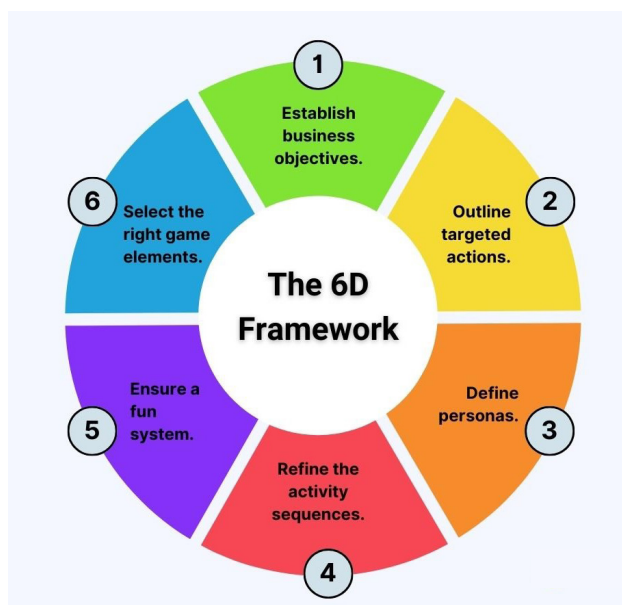 1
Establish
business
objectives.
2
Outline
targeted
actions.
3
Define
personas.
4
Refine the
activity
sequences.
5
Ensure a
fun
system.
6
Select the
right game
elements.
The 6D
Framework